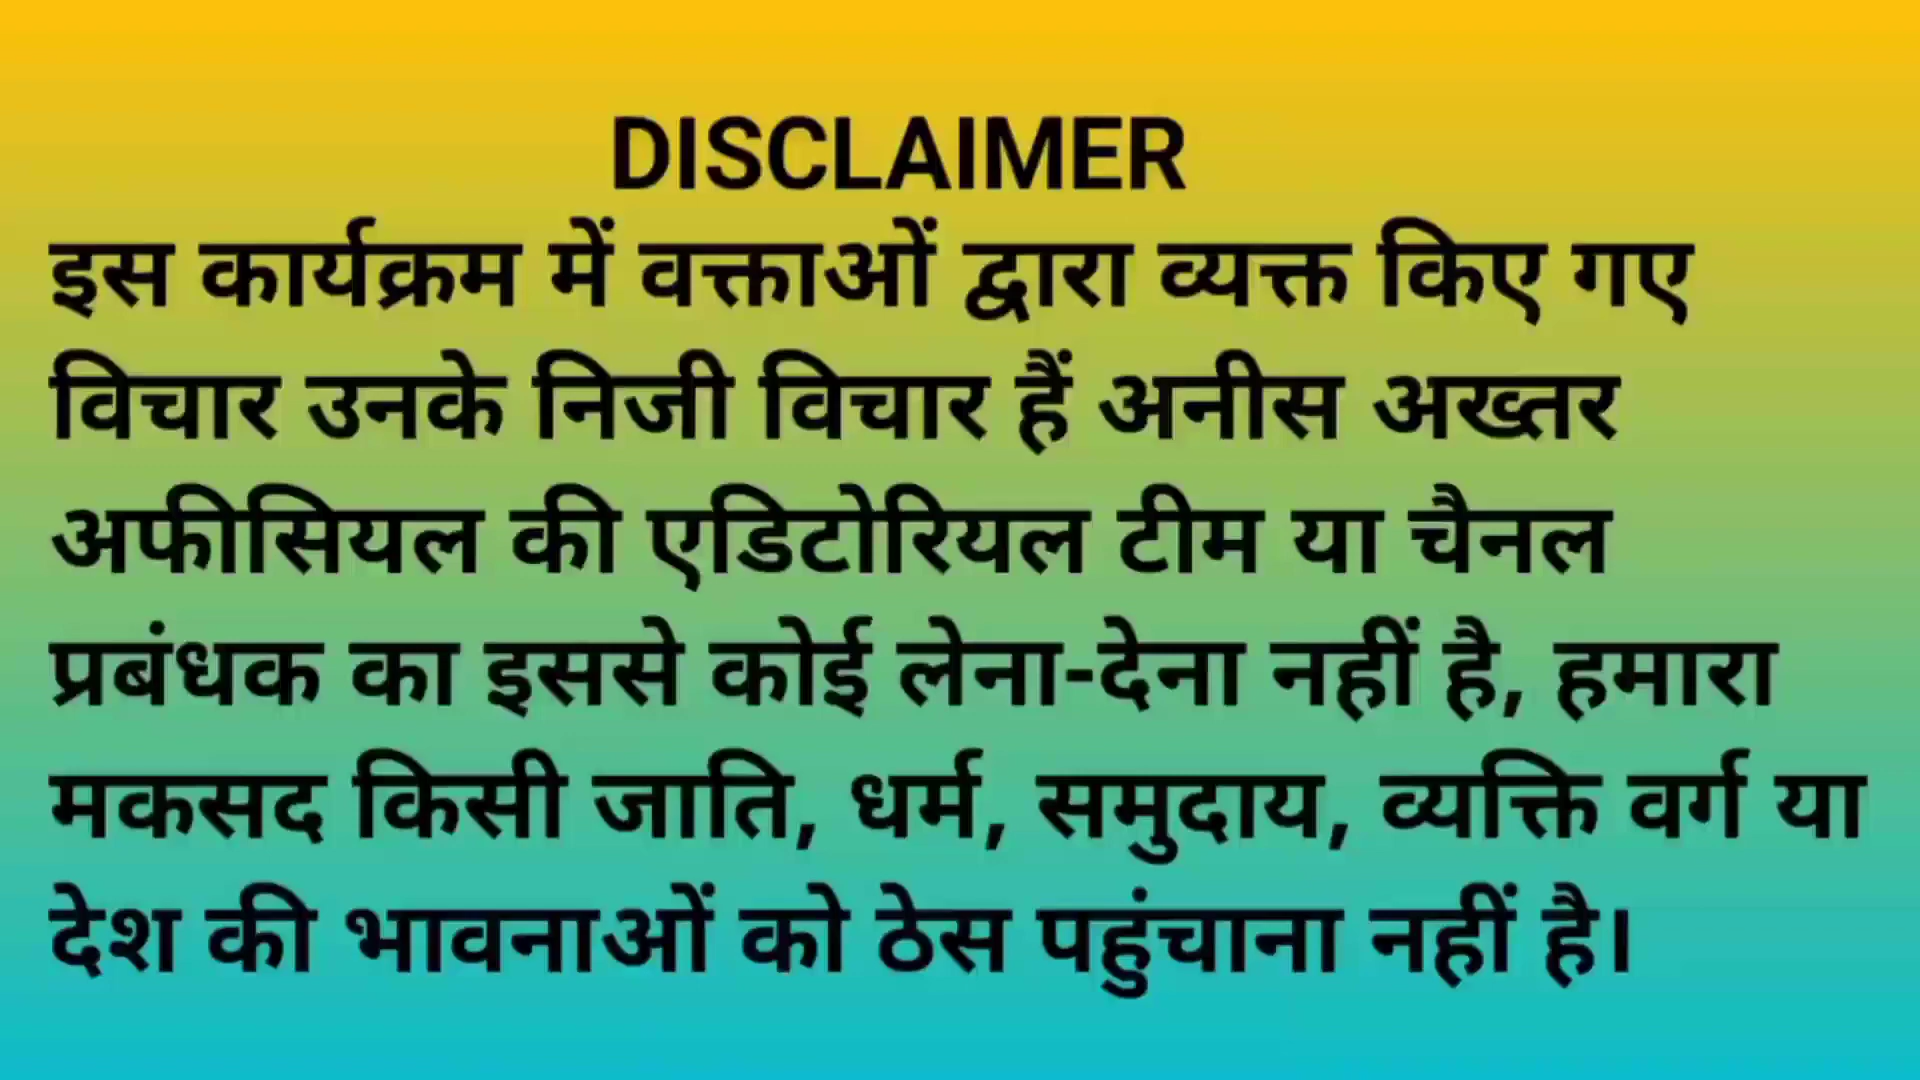 DISCLAIMER
इस कार्यक्रम में वक्ताओं द्वारा व्यक्त किए गए
विचार उनके निजी विचार हैं अनीस अख्तर
अफीसियल की एडिटोरियल टीम या चैनल
प्रबंधक का इससे कोई लेना-देना नहीं है, हमारा
मकसद किसी जाति, धर्म, समुदाय, व्यक्ति वर्ग या
देश की भावनाओं को ठेस पहुंचाना नहीं है।